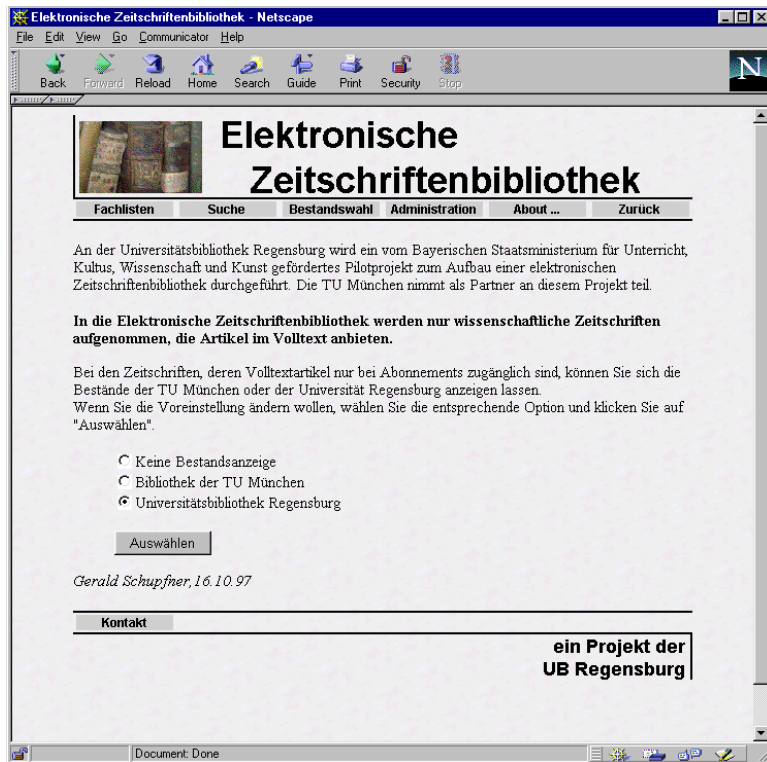 Elektronische Zeitschriftenbibliothek - Netscape
File Edit View Go Communicator Help
Back Forward Reload Home Search Guide Print Security Stop
N
Elektronische
Zeitschriftenbibliothek
Fachlisten Suche Bestandswahl Administration About ... Zurück
An der Universitätsbibliothek Regensburg wird ein vom Bayerischen Staatsministerium für Unterricht,
Kultus, Wissenschaft und Kunst gefördertes Pilotprojekt zum Aufbau einer elektronischen
Zeitschriftenbibliothek durchgeführt. Die TU München nimmt als Partner an diesem Projekt teil.
In die Elektronische Zeitschriftenbibliothek werden nur wissenschaftliche Zeitschriften
aufgenommen, die Artikel im Volltext anbieten.
Bei den Zeitschriften, deren Volltextartikel nur bei Abonnements zugänglich sind, können Sie sich die
Bestände der TU München oder der Universität Regensburg anzeigen lassen.
Wenn Sie die Voreinstellung ändern wollen, wählen Sie die entsprechende Option und klicken Sie auf
"Auswählen".
Keine Bestandsanzeige
Bibliothek der TU München
Universitätsbibliothek Regensburg
Auswählen
Gerald Schupfner, 16.10.97
Kontakt
ein Projekt der
UB Regensburg
Document: Done